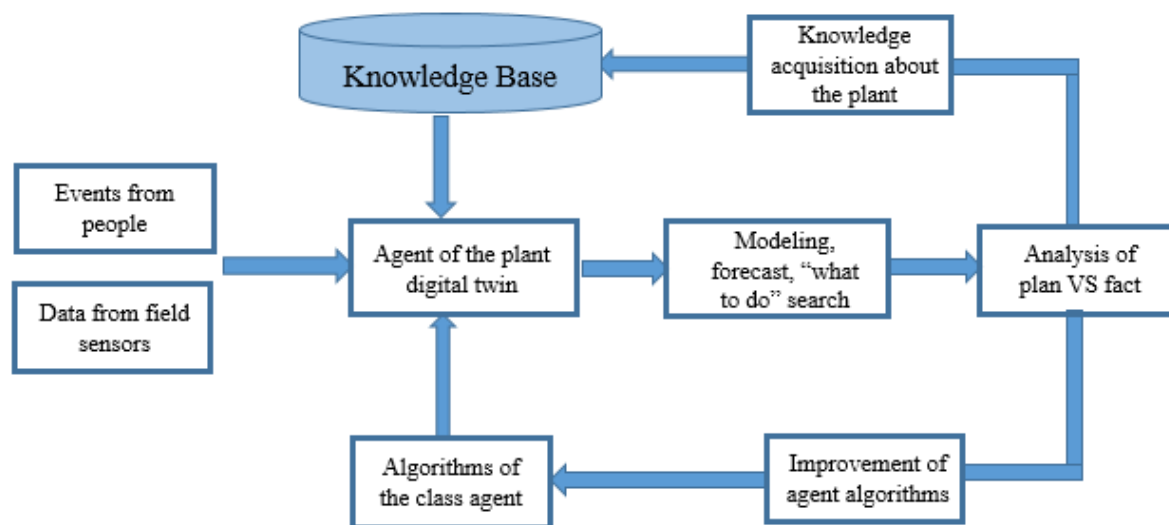 Knowledge Base
Knowledge
acquisition about
the plant
Events from
people
Data from field
sensors
Agent of the plant
digital twin
Modeling,
forecast, “what
to do” search
Analysis of
plan VS fact
Algorithms of
the class agent
Improvement of
agent algorithms